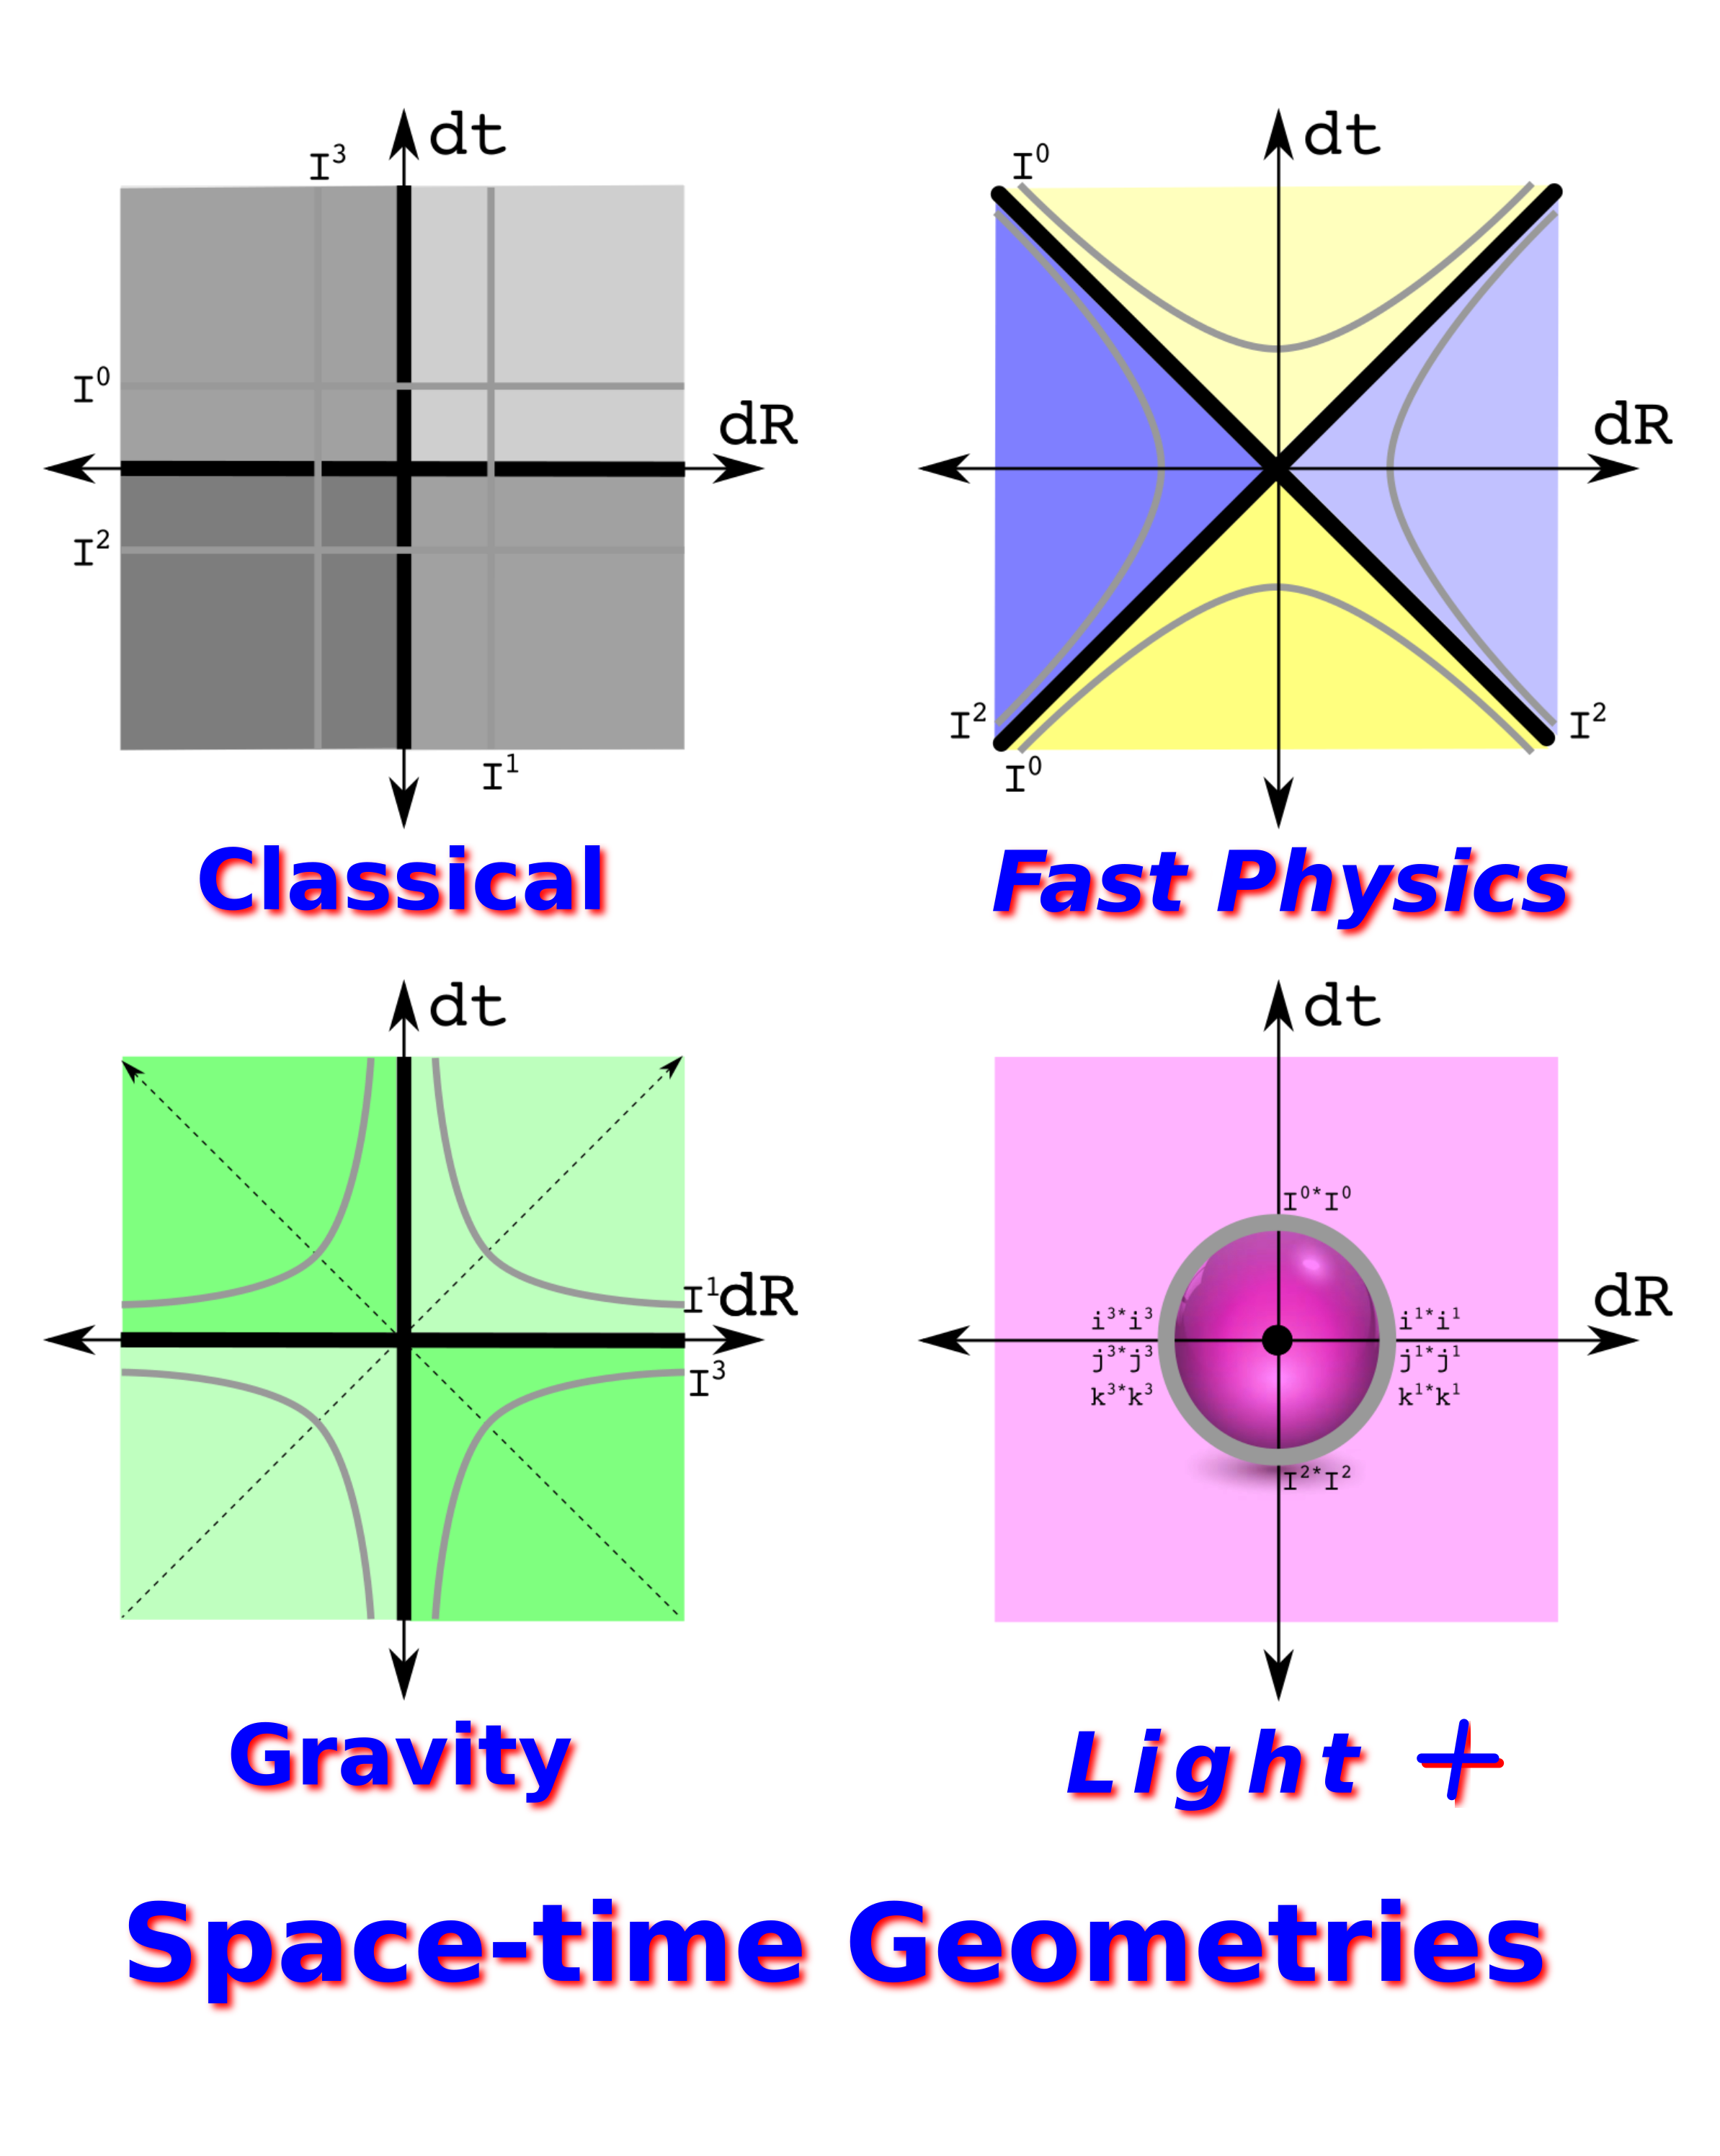 dt
I³
I⁰
dR
I²
I¹
Classical
dt
I⁰
dR
I²
I²
I⁰
Fast Physics
dt
I¹
dR
I³
Gravity
dt
I⁰*I⁰
dR
i³*i³
i¹*i¹
j³*j³
j¹*j¹
k³*k³
k¹*k¹
I²*I²
Light +
Space-time Geometries